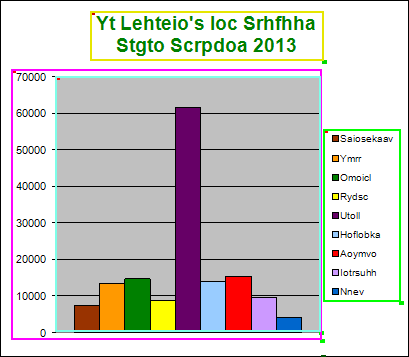 Yt Lehteio's loc Srhfhha
Stgto Scrpdoa 2013
70000
60000
50000
40000
30000
20000
10000
0
Saiosekaav
Ymrr
Omoicl
Rydsc
Utoll
Hoflobka
Aoymvo
lotrsuhh
Nnev